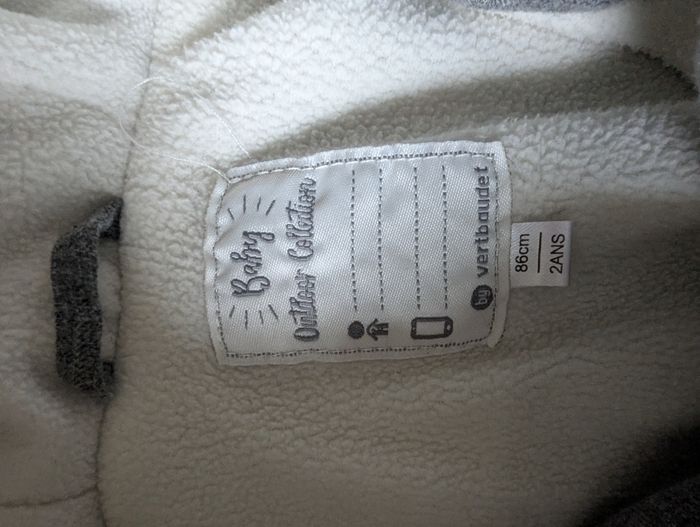 Baby
Outdoor Collection
by vertbaudet
86cm
2ANS